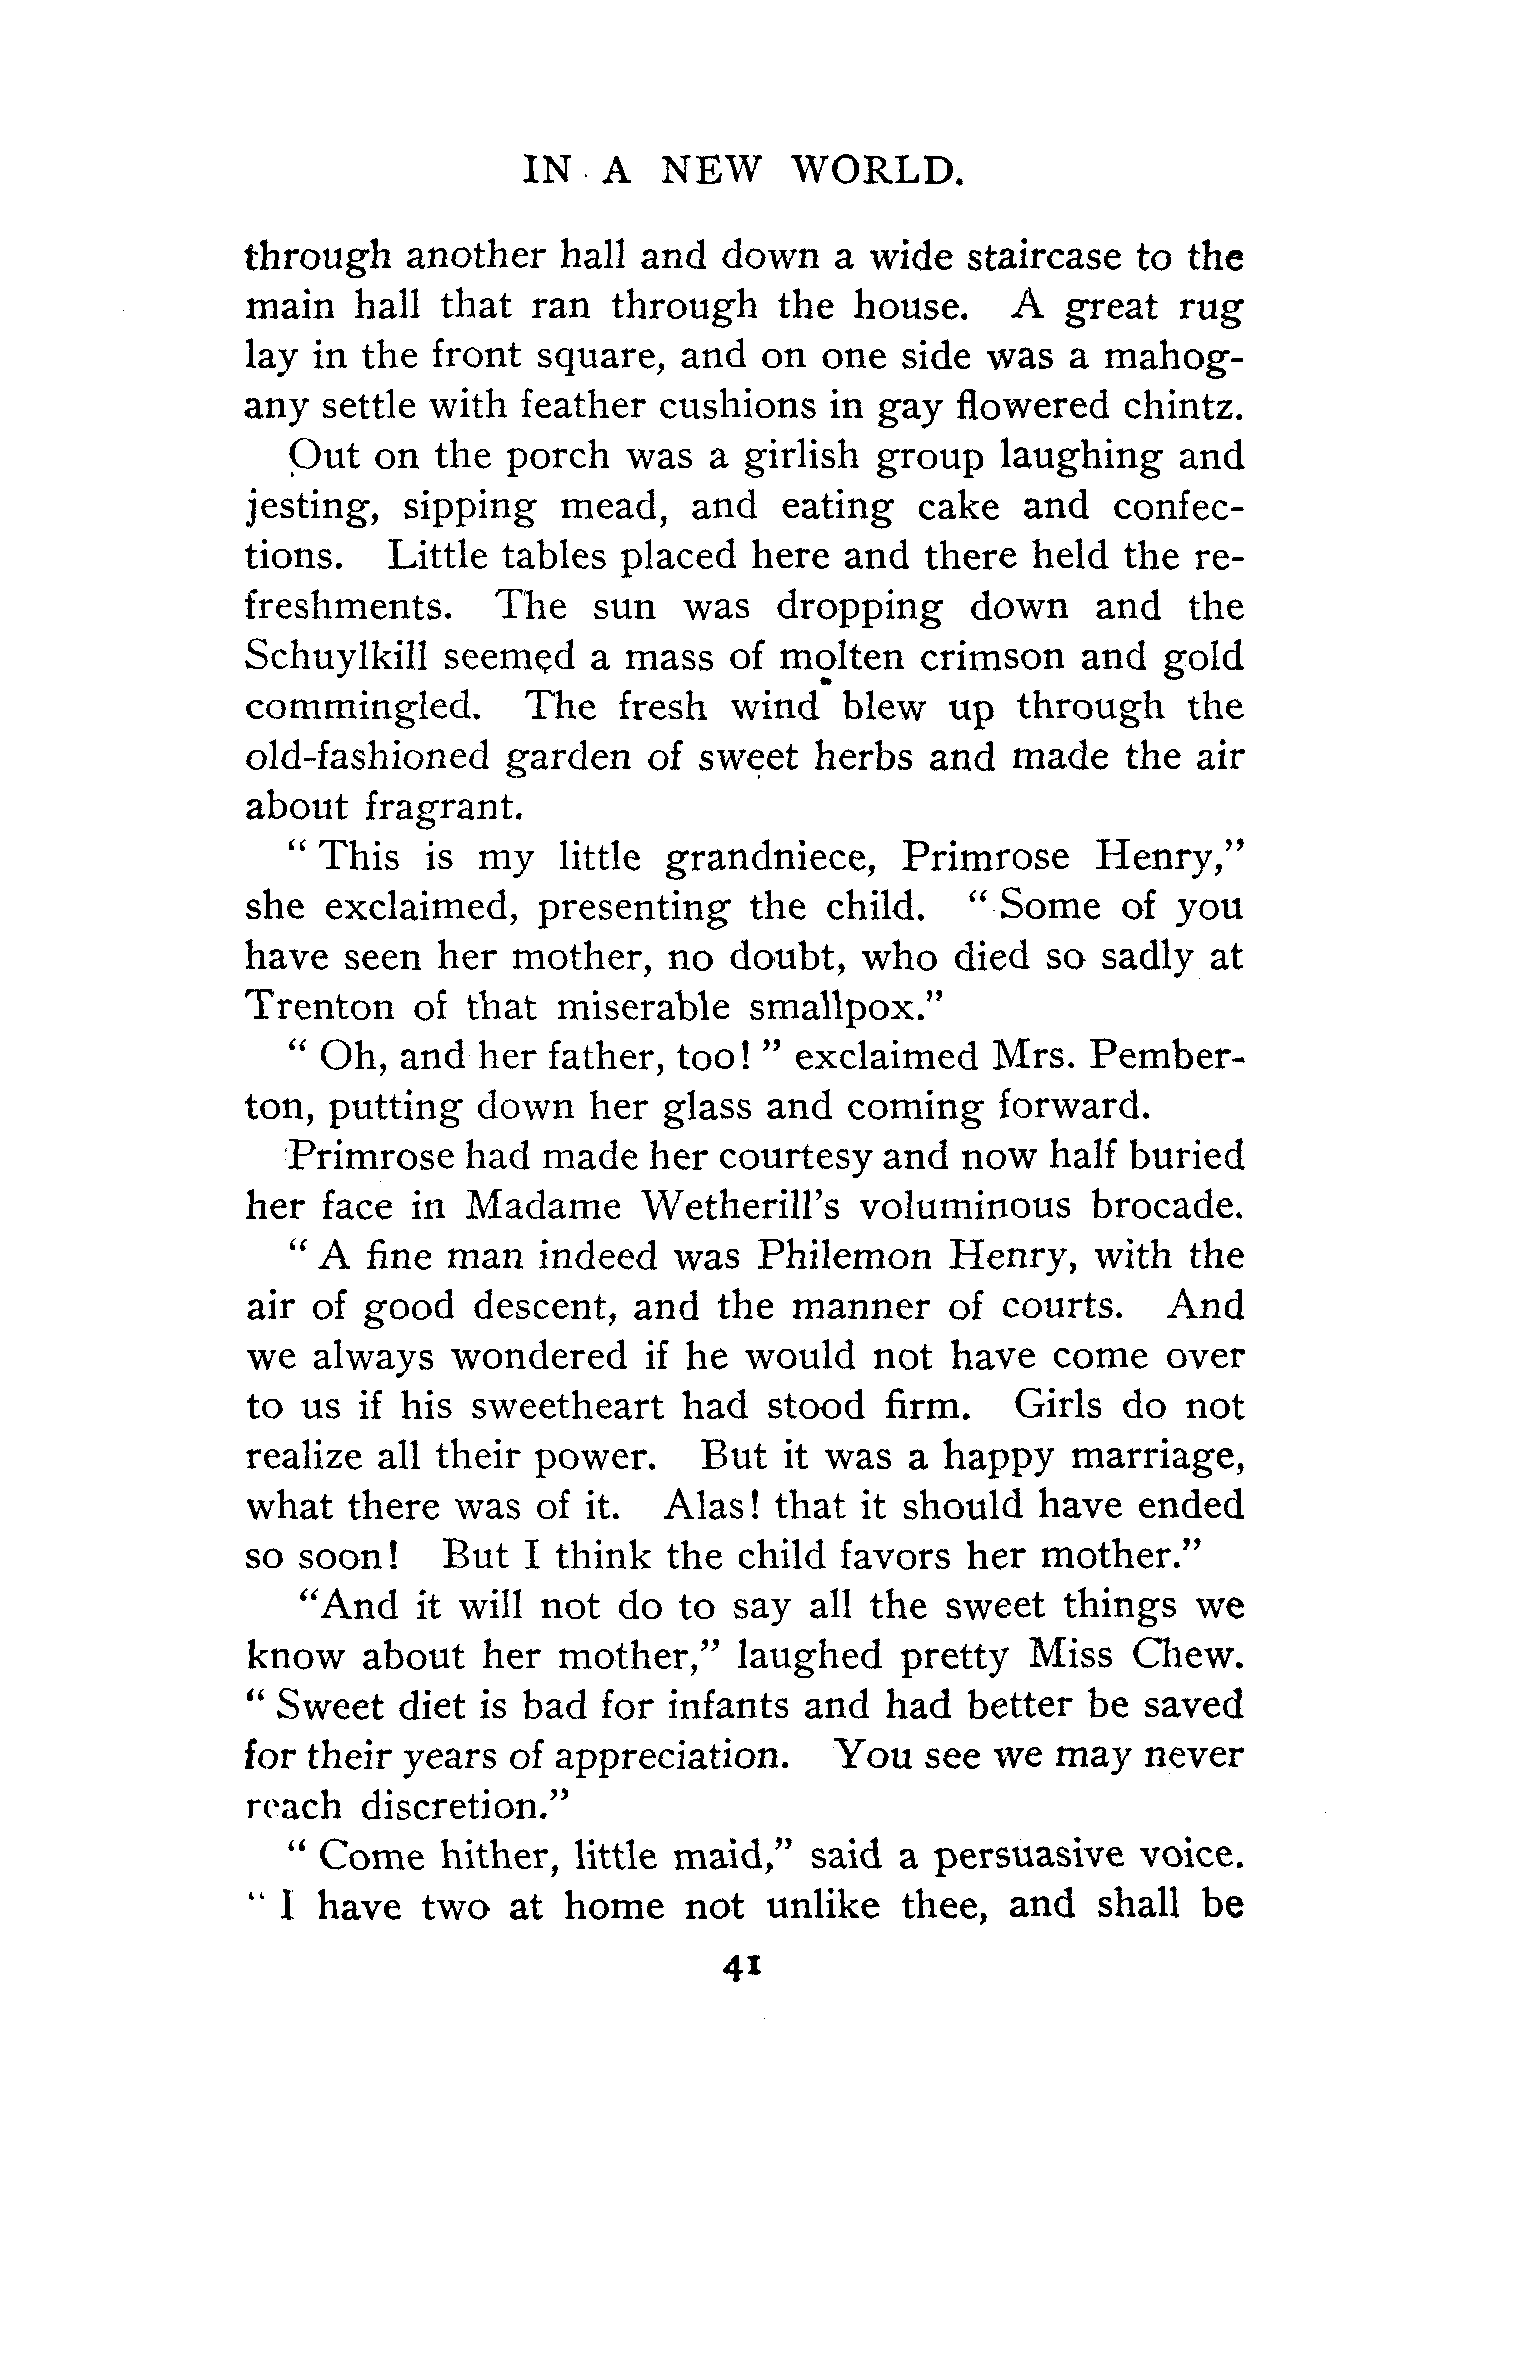 IN A NEW WORLD.
through another hall and down a wide staircase to the
main hall that ran through the house. A great rug
lay in the front square, and on one side was a mahog-
any settle with feather cushions in gay flowered chintz.
Out on the porch was a girlish group laughing and
jesting, sipping mead, and eating cake and confec-
tions. Little tables placed here and there held the re-
freshments. The sun was dropping down and the
Schuylkill seemed a mass of molten crimson and gold
commingled. The fresh wind blew up through the
old-fashioned garden of sweet herbs and made the air
about fragrant.
“ This is my little grandniece, Primrose Henry,”
she exclaimed, presenting the child. “ Some of you
have seen her mother, no doubt, who died so sadly at
Trenton of that miserable smallpox.”
“ Oh, and her father, too! ” exclaimed Mrs. Pember-
ton, putting down her glass and coming forward.
Primrose had made her courtesy and now half buried
her face in Madame Wetherill’s voluminous brocade.
“ A fine man indeed was Philemon Henry, with the
air of good descent, and the manner of courts. And
we always wondered if he would not have come over
to us if his sweetheart had stood firm. Girls do not
realize all their power. But it was a happy marriage,
what there was of it. Alas! that it should have ended
so soon! But I think the child favors her mother.”
“And it will not do to say all the sweet things we
know about her mother,” laughed pretty Miss Chew.
“ Sweet diet is bad for infants and had better be saved
for their years of appreciation. You see we may never
reach discretion.”
“ Come hither, little maid,” said a persuasive voice.
“ I have two at home not unlike thee, and shall be
41